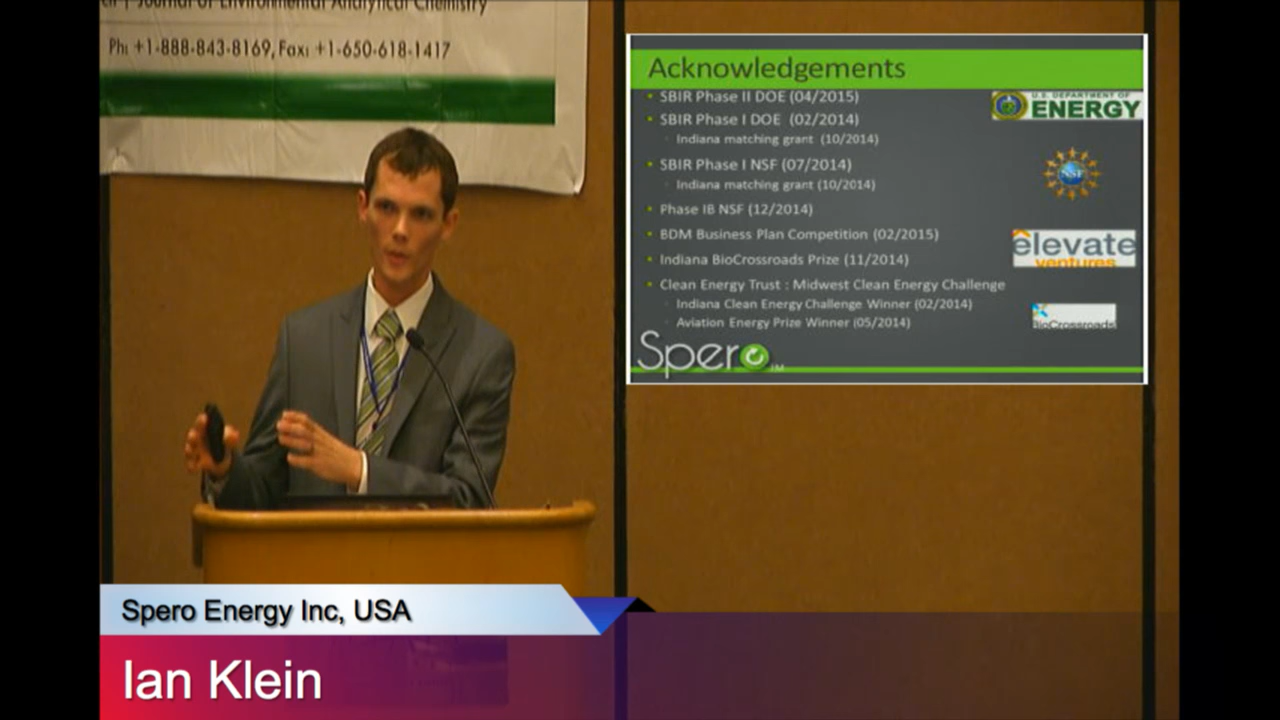 Journal of Environmental Analytical Chemistry
Ph: +1-888-843-8169, Fax: +1-650-618-1417
Acknowledgements
SBIR Phase II DOE (04/2015)
SBIR Phase I DOE (02/2014)
Indiana matching grant (10/2014)
SBIR Phase I NSF (07/2014)
Indiana matching grant (10/2014)
Phase IB NSF (12/2014)
BDM Business Plan Competition (02/2015)
Indiana BioCrossroads Prize (11/2014)
Clean Energy Trust : Midwest Clean Energy Challenge
Indiana Clean Energy Challenge Winner (02/2014)
Aviation Energy Prize Winner (05/2014)
U.S. DEPARTMENT OF
ENERGY
NSF
elevate
ventures
BioCrossroads
Spero TM
Spero Energy Inc, USA
Ian Klein